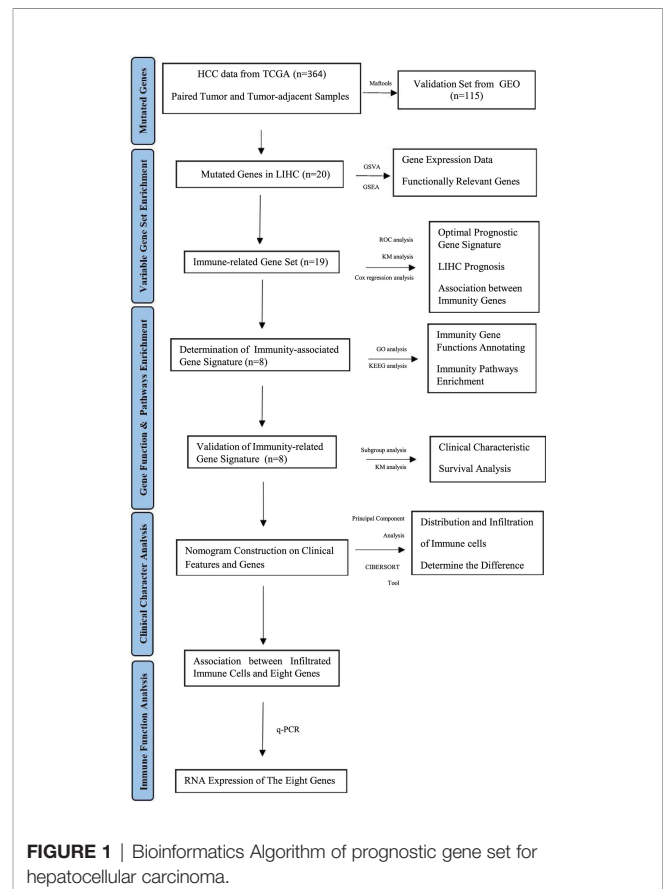 Mutated Genes
HCC data from TCGA (n=364)
Paired Tumor and Tumor-adjacent Samples
Maftools
Validation Set from GEO
(n=115)
Variable Gene Set Enrichment
Mutated Genes in LIHC (n=20)
GSVA
GSEA
Gene Expression Data
Functionally Relevant Genes
Immune-related Gene Set (n=19)
ROC analysis
KM analysis
Cox regression analysis
Optimal Prognostic
Gene Signature
LIHC Prognosis
Association between
Immunity Genes
Gene Function & Pathways Enrichment
Determination of Immunity-associated
Gene Signature (n=8)
GO analysis
KEEG analysis
Immunity Gene
Functions Annotating
Immunity Pathways
Enrichment
Validation of Immunity-related
Gene Signature (n=8)
Subgroup analysis
KM analysis
Clinical Characteristic
Survival Analysis
Clinical Character Analysis
Nomogram Construction on Clinical
Features and Genes
Principal Component
Analysis
CIBERSORT
Tool
Distribution and Infiltration
of Immune cells
Determine the Difference
Immune Function Analysis
Association between Infiltrated
Immune Cells and Eight Genes
q-PCR
RNA Expression of The Eight Genes
FIGURE 1 | Bioinformatics Algorithm of prognostic gene set for
hepatocellular carcinoma.